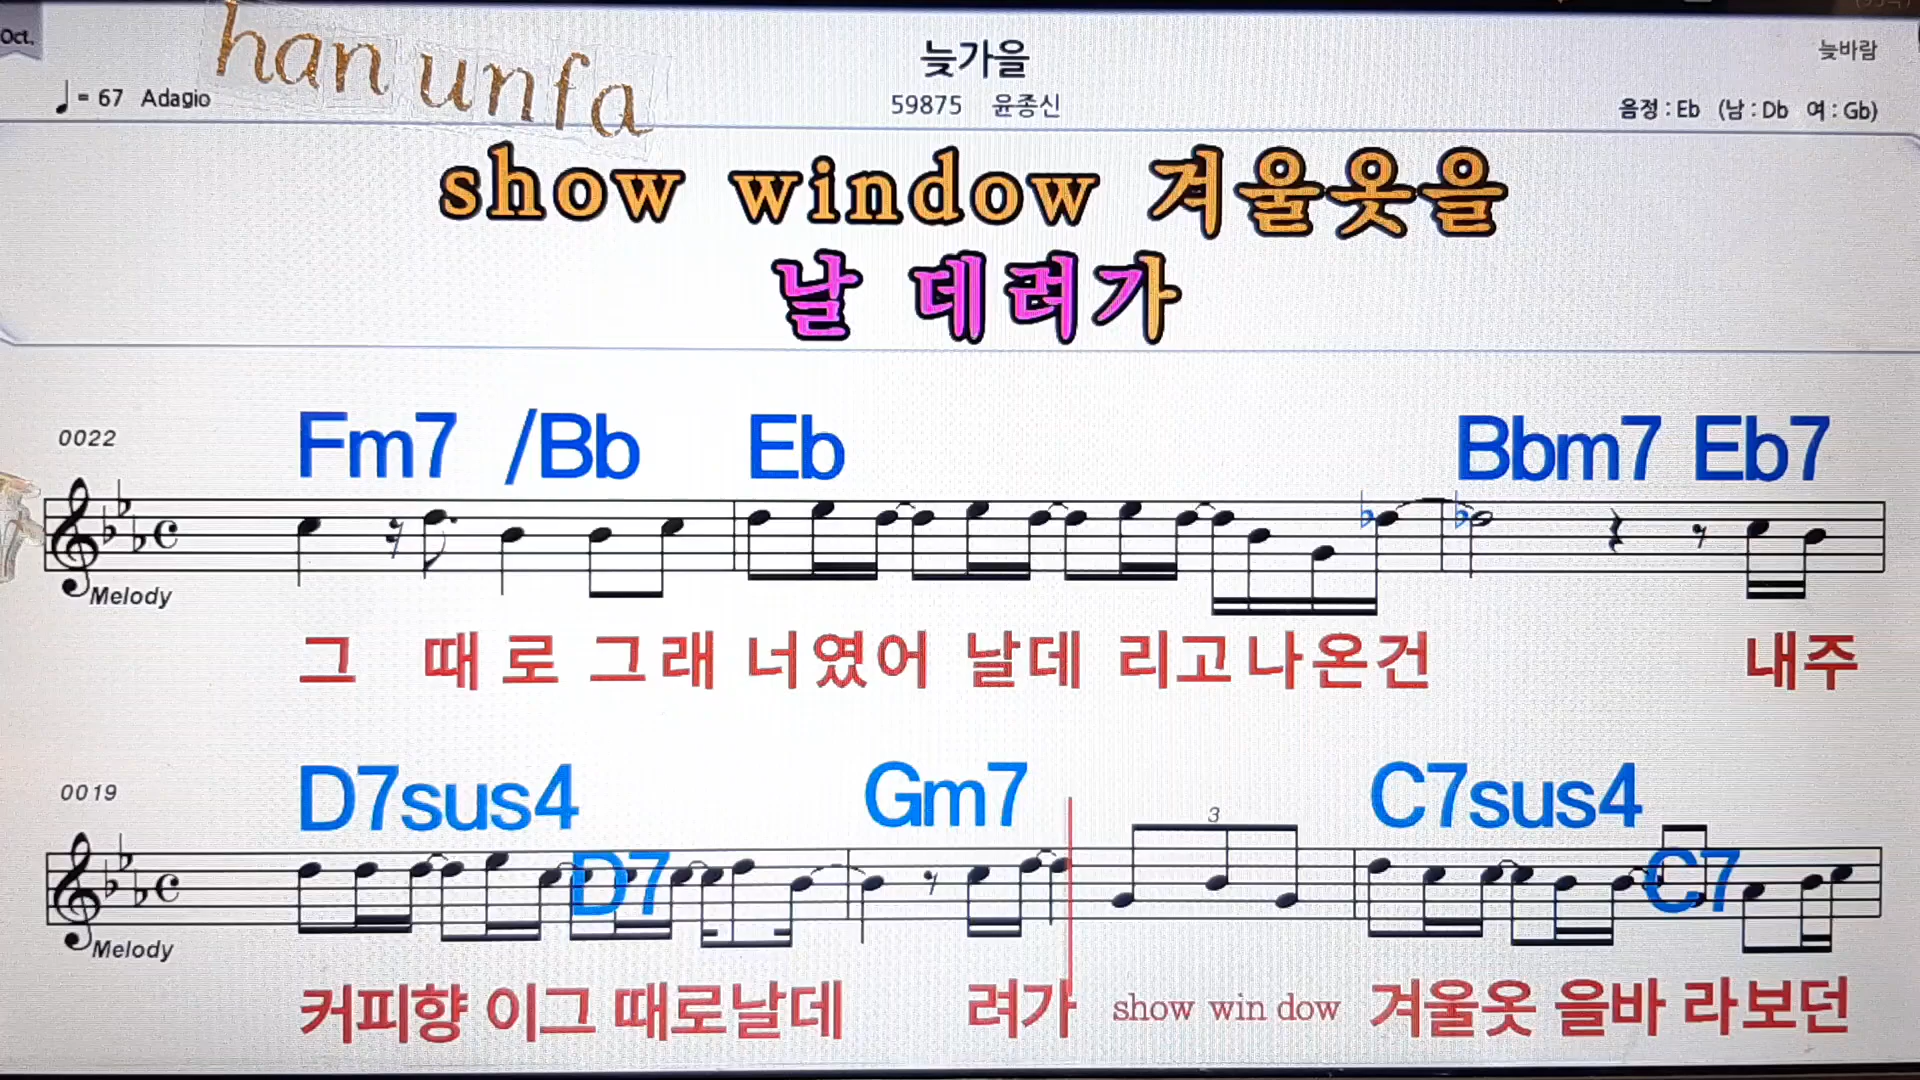 Oct.
han unfa
늦가을
늦바람
♩= 67 Adagio
59875 윤종신
음정 : Eb (남 : Db 여 : Gb)
show window 겨울옷을
날 데려가
0022
Fm7 /Bb Eb Bbm7 Eb7
Melody
그 때 로 그래 너였어 날데 리고나온건 내주
0019
D7sus4 D7 Gm7 C7sus4 C7
3
Melody
커피향 이그 때로날데 려가 show win dow 겨울옷 을바 라보던